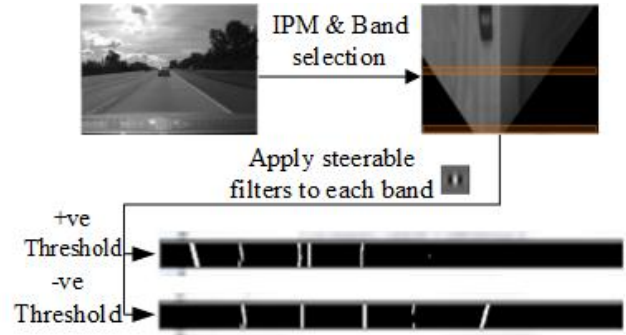 IPM & Band
selection
Apply steerable
filters to each band
+ve
Threshold
-ve
Threshold